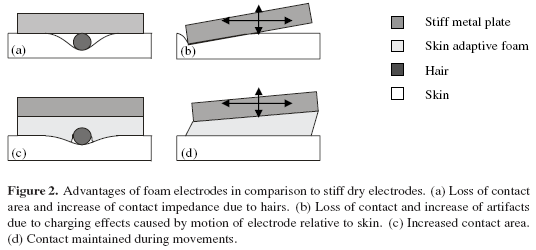 Stiff metal plate
Skin adaptive foam
Hair
Skin
(a)
(b)
(c)
(d)
Figure 2. Advantages of foam electrodes in comparison to stiff dry electrodes. (a) Loss of contact
area and increase of contact impedance due to hairs. (b) Loss of contact and increase of artifacts
due to charging effects caused by motion of electrode relative to skin. (c) Increased contact area.
(d) Contact maintained during movements.